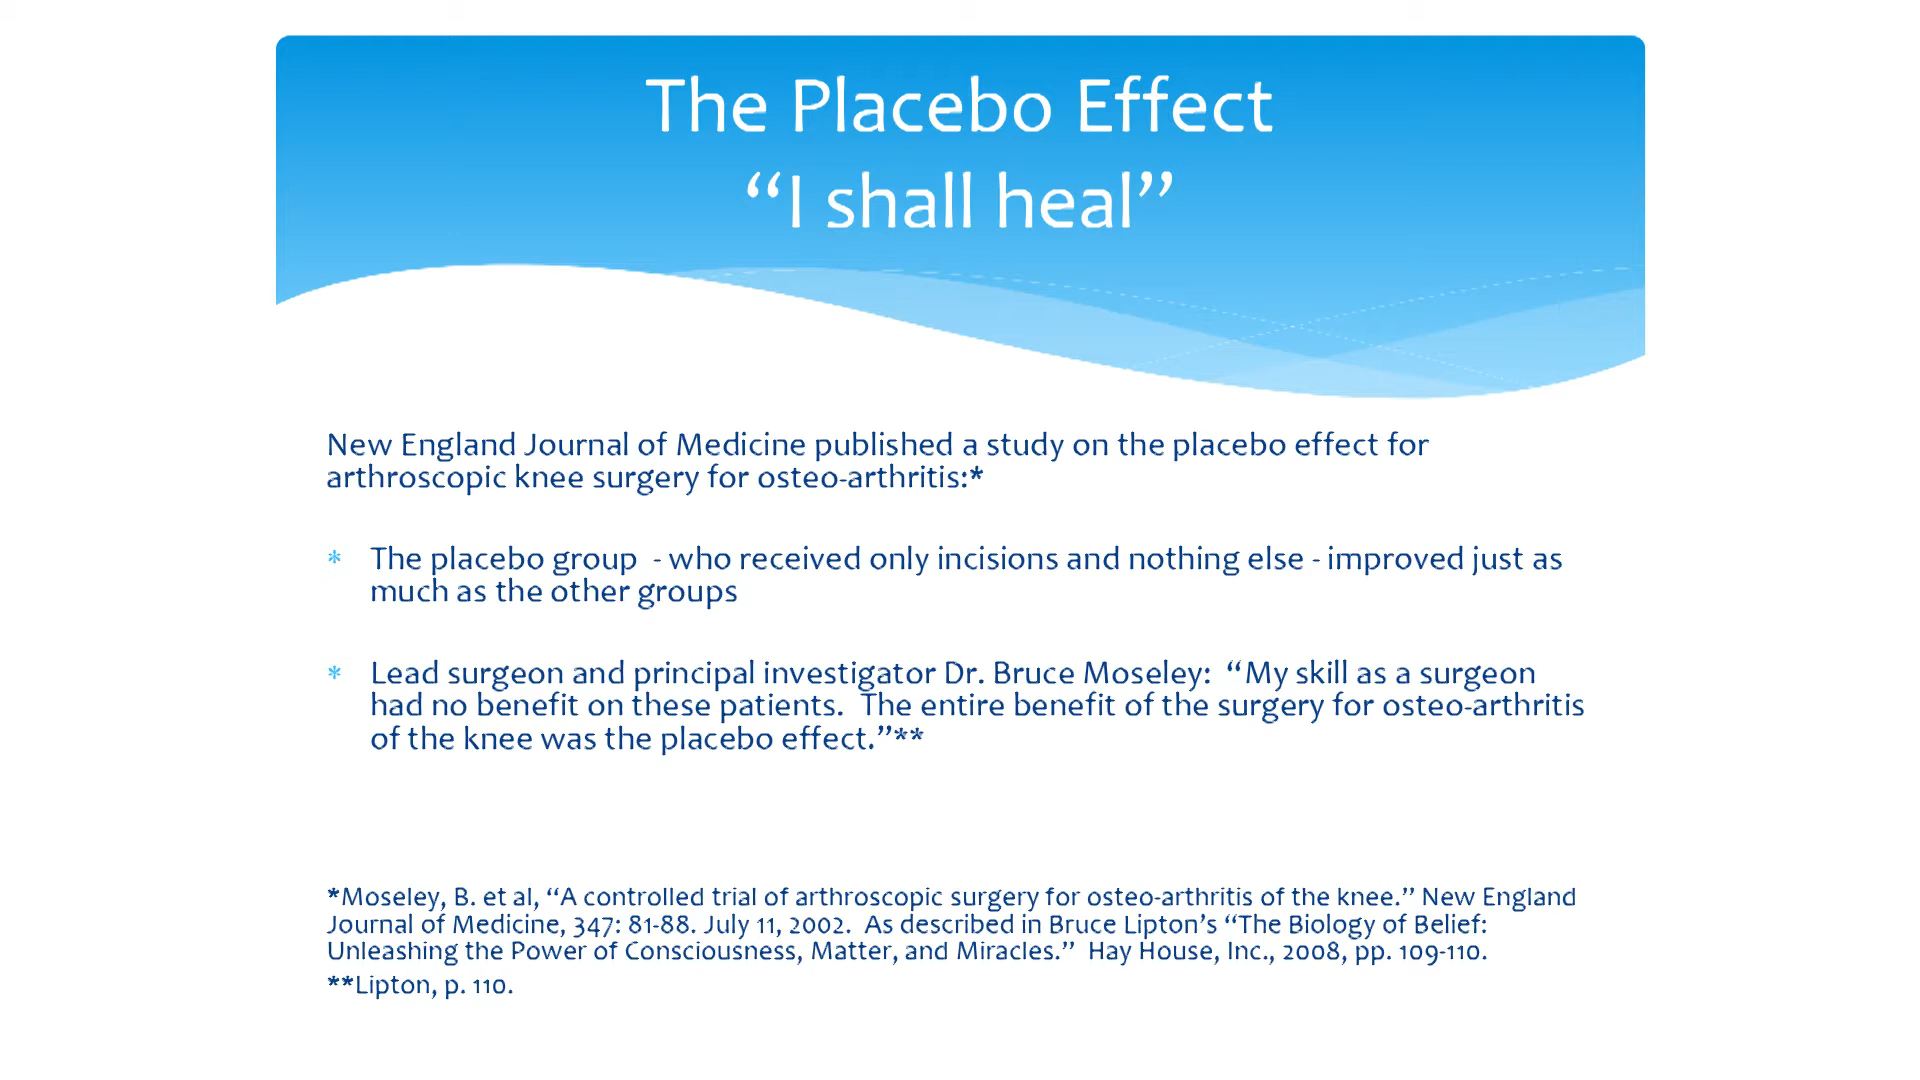 The Placebo Effect
“I shall heal”
New England Journal of Medicine published a study on the placebo effect for
arthroscopic knee surgery for osteo-arthritis:*
* The placebo group  - who received only incisions and nothing else - improved just as
much as the other groups
* Lead surgeon and principal investigator Dr. Bruce Moseley:  “My skill as a surgeon
had no benefit on these patients.  The entire benefit of the surgery for osteo-arthritis
of the knee was the placebo effect.”**
*Moseley, B. et al, “A controlled trial of arthroscopic surgery for osteo-arthritis of the knee.” New England
Journal of Medicine, 347: 81-88. July 11, 2002.  As described in Bruce Lipton’s “The Biology of Belief:
Unleashing the Power of Consciousness, Matter, and Miracles.”  Hay House, Inc., 2008, pp. 109-110.
**Lipton, p. 110.